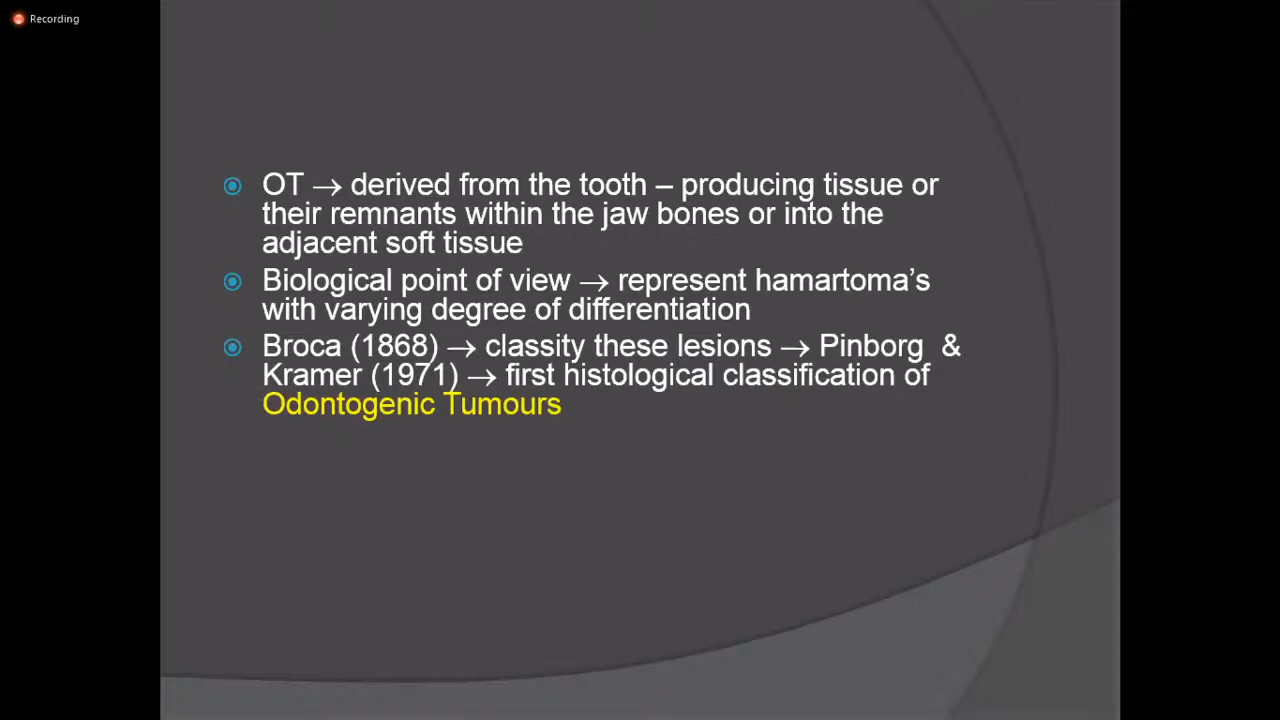 Recording
OT → derived from the tooth – producing tissue or
their remnants within the jaw bones or into the
adjacent soft tissue
Biological point of view → represent hamartoma’s
with varying degree of differentiation
Broca (1868) → classity these lesions → Pinborg &
Kramer (1971) → first histological classification of
Odontogenic Tumours